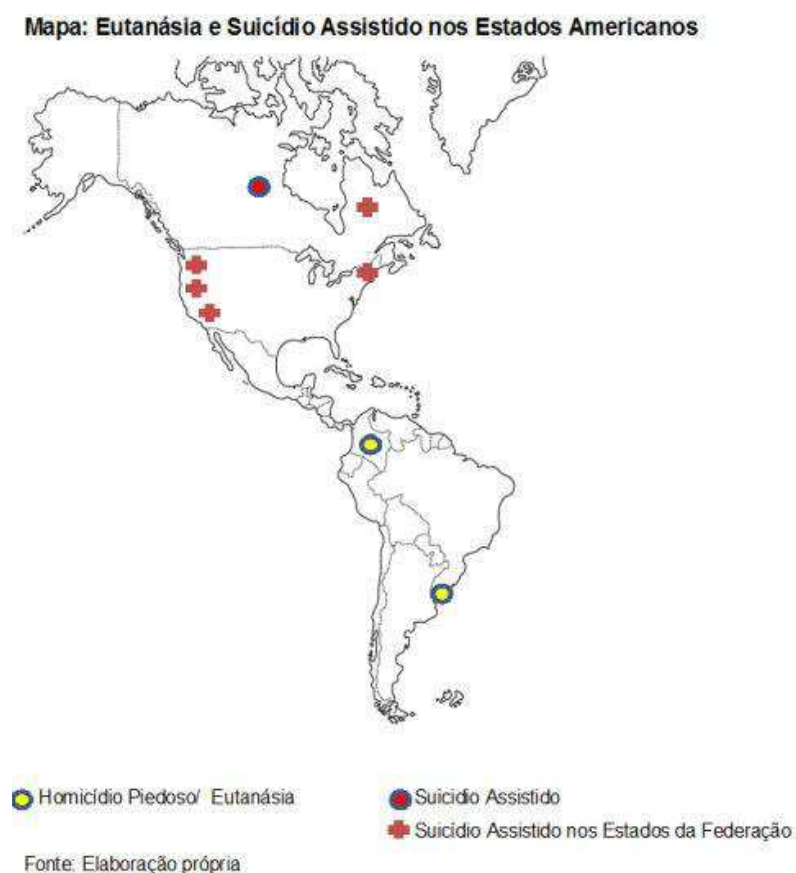 Mapa: Eutanásia e Suicídio Assistido nos Estados Americanos
Homicídio Piedoso/ Eutanásia
Suicidio Assistido
Suicídio Assistido nos Estados da Federação
Fonte: Elaboração própria